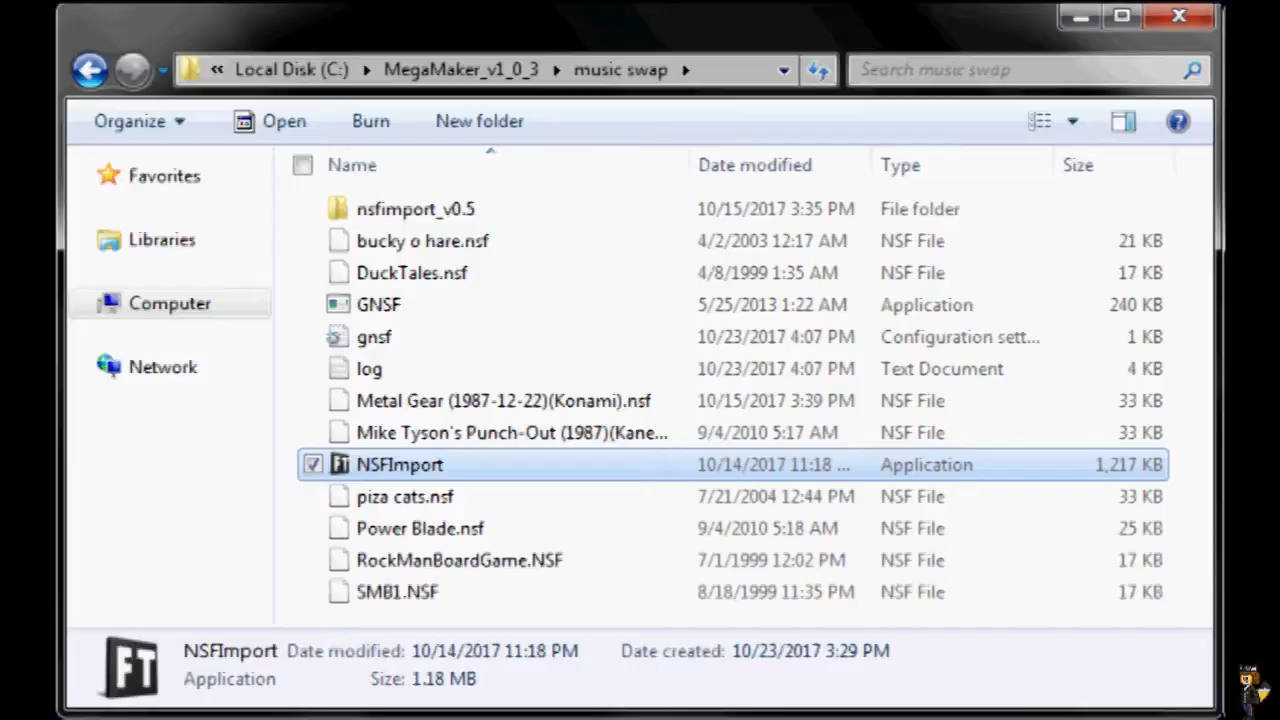 « Local Disk (C:) MegaMaker_v1_0_3 music swap
Search music swap
Organize Open Burn New folder
Favorites
Libraries
Computer
Network
Name Date modified Type Size
nsfimport_v0.5 10/15/2017 3:35 PM File folder
bucky o hare.nsf 4/2/2003 12:17 AM NSF File 21 KB
DuckTales.nsf 4/8/1999 1:35 AM NSF File 17 KB
GNSF 5/25/2013 1:22 AM Application 240 KB
gnsf 10/23/2017 4:07 PM Configuration sett... 1 KB
log 10/23/2017 4:07 PM Text Document 4 KB
Metal Gear (1987-12-22)(Konami).nsf 10/15/2017 3:39 PM NSF File 33 KB
Mike Tyson's Punch-Out (1987)(Kane... 9/4/2010 5:17 AM NSF File 33 KB
NSFImport 10/14/2017 11:18 ... Application 1,217 KB
piza cats.nsf 7/21/2004 12:44 PM NSF File 33 KB
Power Blade.nsf 9/4/2010 5:18 AM NSF File 25 KB
RockManBoardGame.NSF 7/1/1999 12:02 PM NSF File 17 KB
SMB1.NSF 8/18/1999 11:35 PM NSF File 17 KB
FT
NSFImport Date modified: 10/14/2017 11:18 PM Date created: 10/23/2017 3:29 PM
Application Size: 1.18 MB